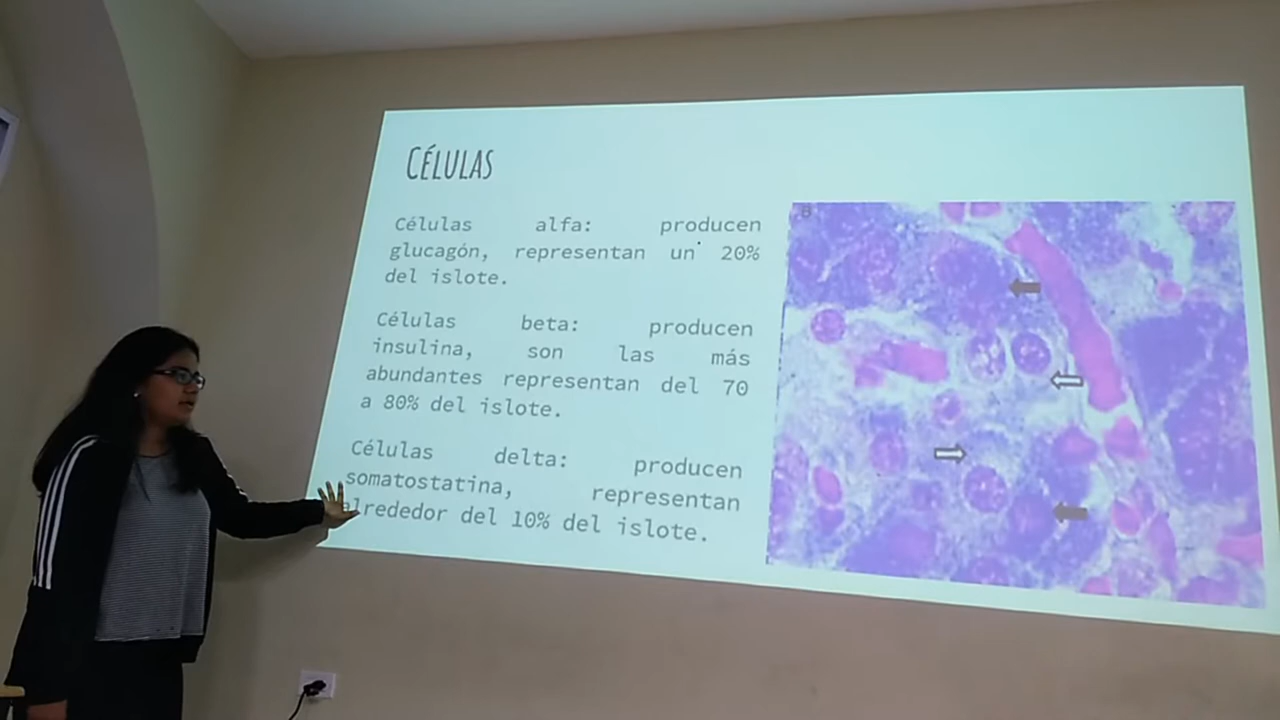 CÉLULAS
Células alfa: producen
glucagón, representan un 20%
del islote.
Células beta: producen
insulina, son las más
abundantes representan del 70
a 80% del islote.
Células delta: producen
somatostatina, representan
alrededor del 10% del islote.
B